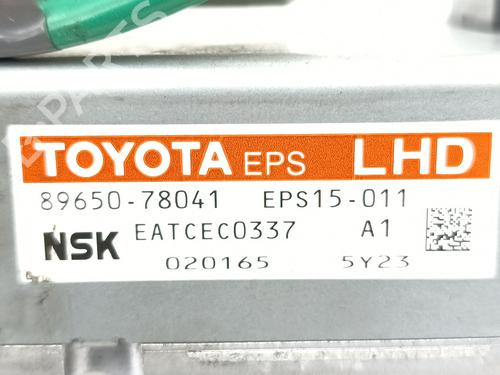 TOYOTA EPS LHD
89650-78041 EPS15-011
NSK EATCEC0337 A1
020165 5Y23